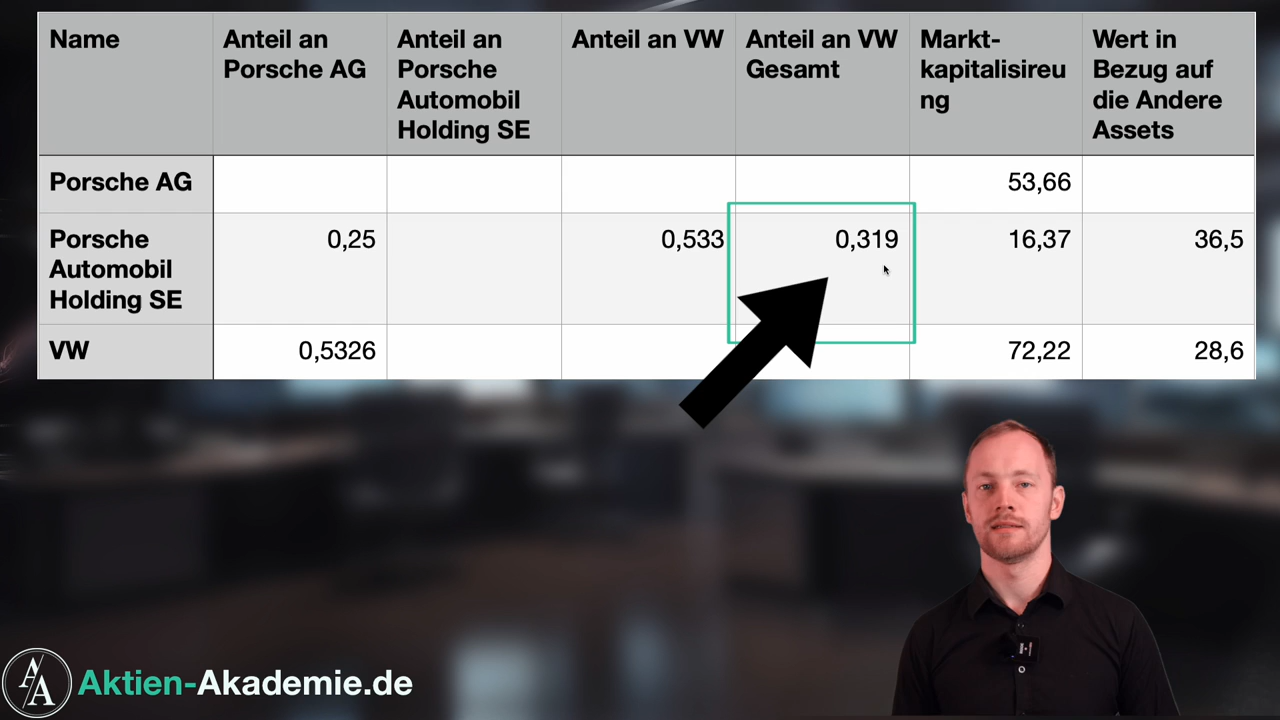 Name
Anteil an
Porsche AG
Anteil an
Porsche
Automobil
Holding SE
Anteil an VW
Anteil an VW
Gesamt
Markt-
kapitalisireu
ng
Wert in
Bezug auf
die Andere
Assets
Porsche AG
53,66
Porsche
Automobil
Holding SE
0,25
0,533
0,319
16,37
36,5
VW
0,5326
72,22
28,6
AA
Aktien-Akademie.de